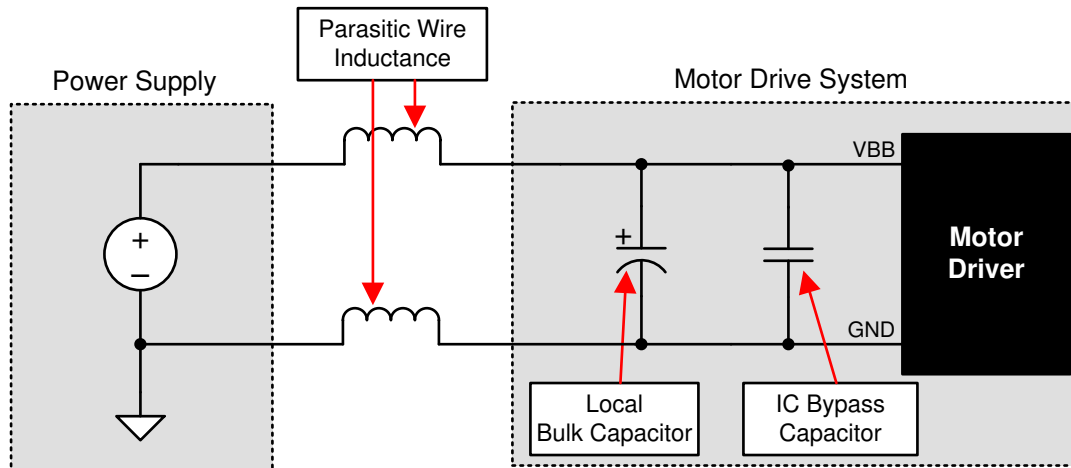 Parasitic Wire
Inductance
Power Supply
Motor Drive System
VBB
+
−
+
Motor
Driver
GND
Local
Bulk Capacitor
IC Bypass
Capacitor